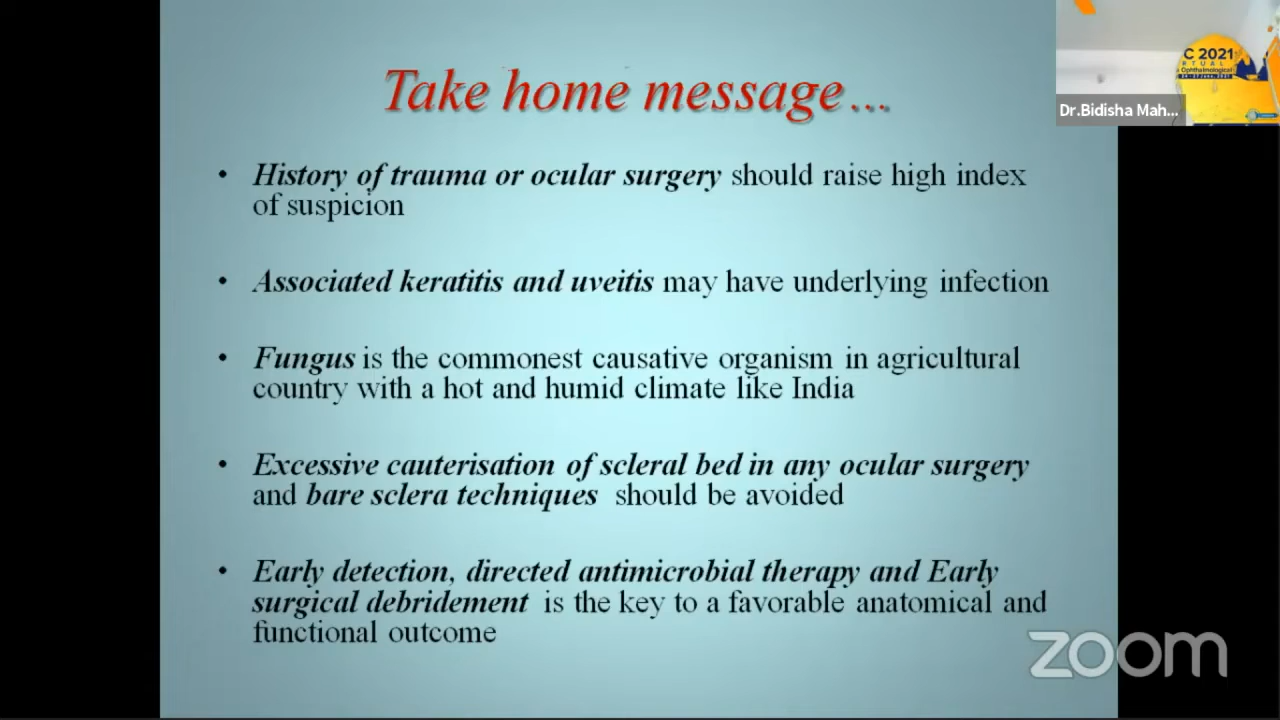 Take home message...
• History of trauma or ocular surgery should raise high index
of suspicion
• Associated keratitis and uveitis may have underlying infection
• Fungus is the commonest causative organism in agricultural
country with a hot and humid climate like India
• Excessive cauterisation of scleral bed in any ocular surgery
and bare sclera techniques should be avoided
• Early detection, directed antimicrobial therapy and Early
surgical debridement is the key to a favorable anatomical and
functional outcome
C 2021
RTUAL
Ophthalmological
Dr.Bidisha Mah...
zoom